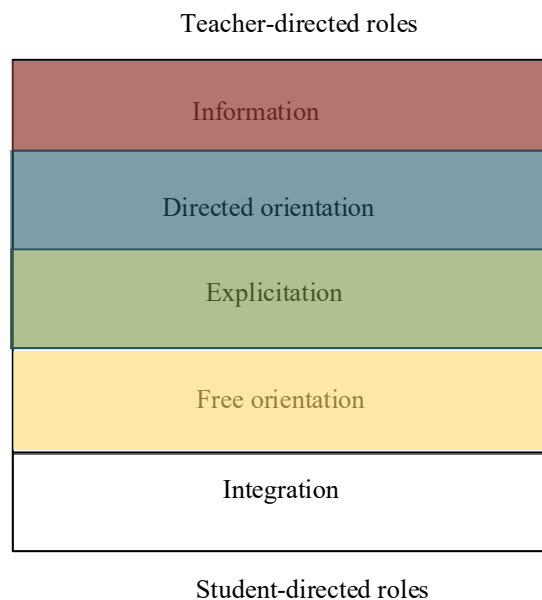 Teacher-directed roles
Information
Directed orientation
Explicitation
Free orientation
Integration
Student-directed roles